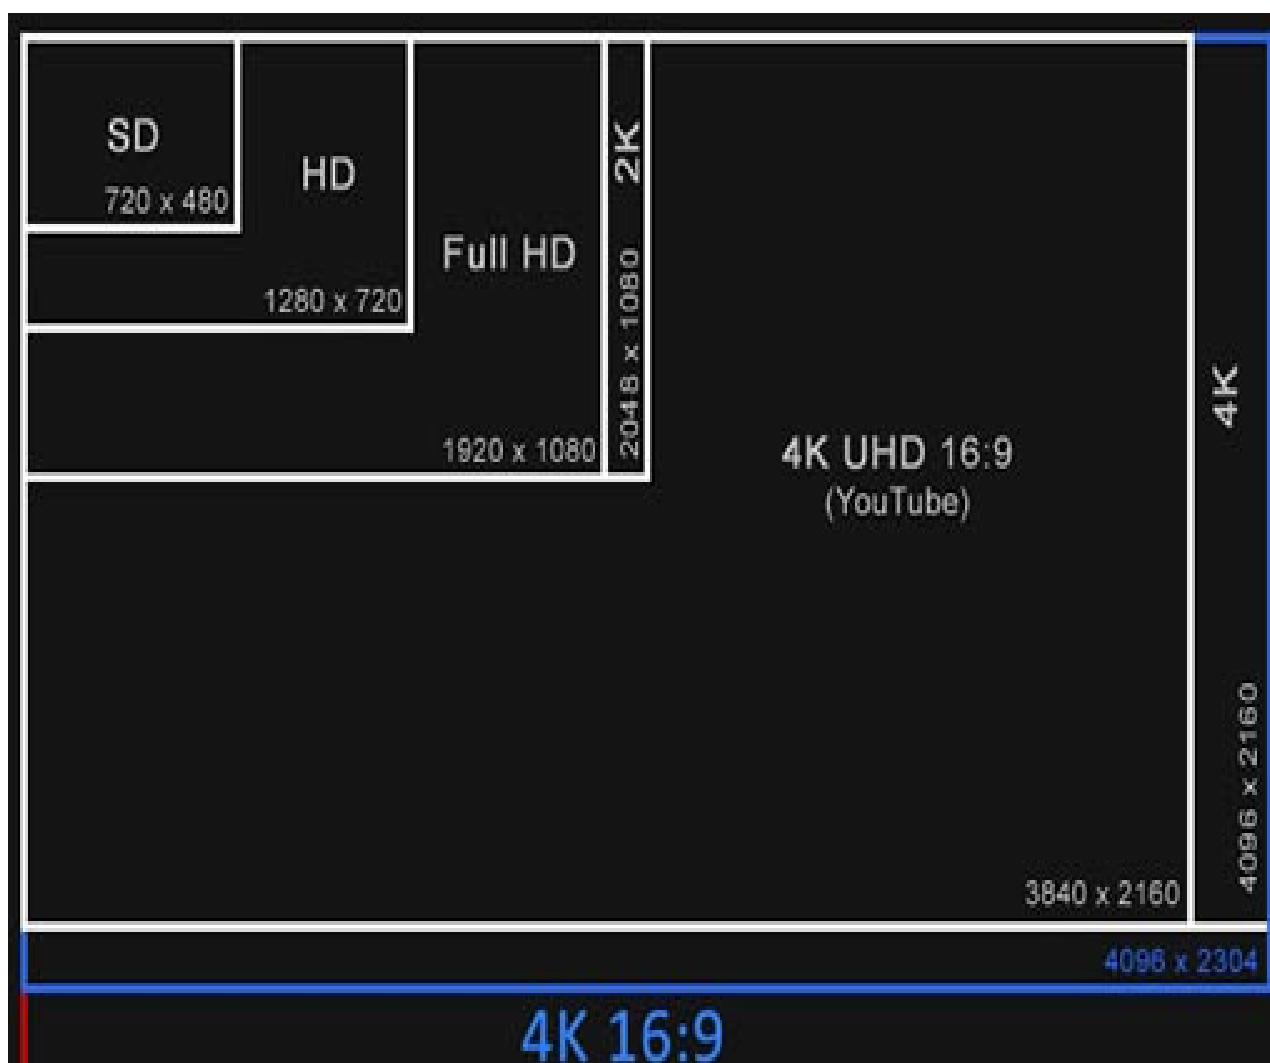 SD
720 x 480
HD
1280 x 720
Full HD
1920 x 1080
2K
2048 x 1080
4K UHD 16:9
(YouTube)
3840 x 2160
4K
4096 x 2160
4096 x 2304
4K 16:9